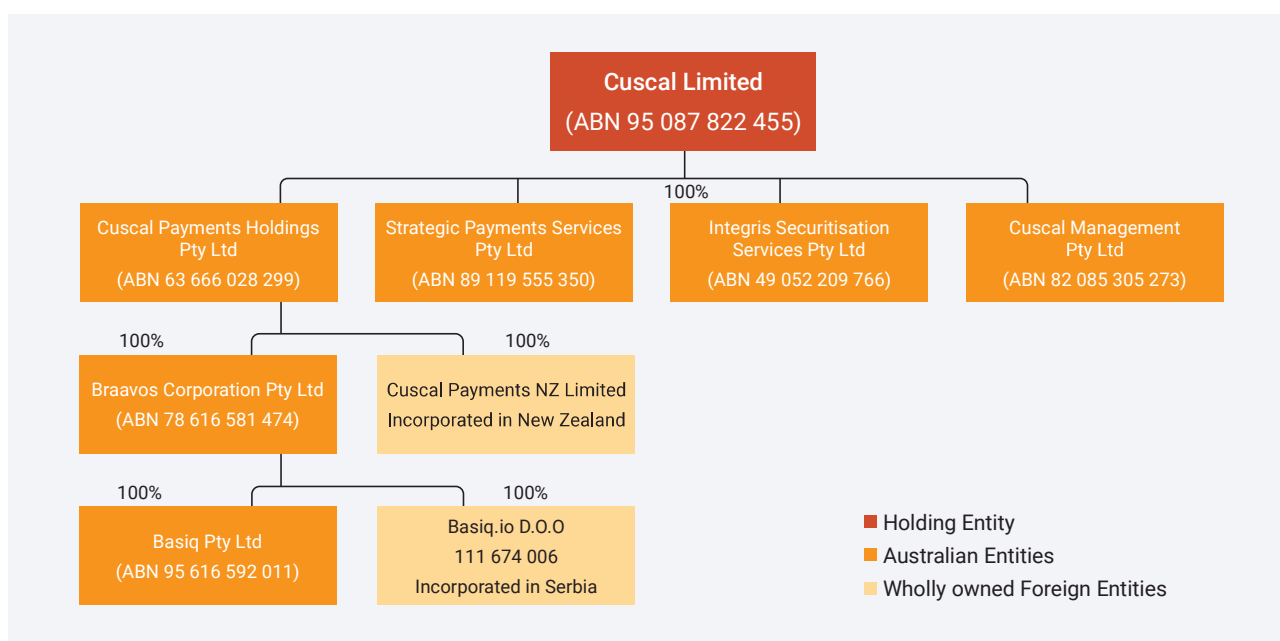 Cuscal Limited
(ABN 95 087 822 455)
100%
Cuscal Payments Holdings
Pty Ltd
(ABN 63 666 028 299)
Strategic Payments Services
Pty Ltd
(ABN 89 119 555 350)
Integris Securitisation
Services Pty Ltd
(ABN 49 052 209 766)
Cuscal Management
Pty Ltd
(ABN 82 085 305 273)
100%
100%
Braavos Corporation Pty Ltd
(ABN 78 616 581 474)
Cuscal Payments NZ Limited
Incorporated in New Zealand
100%
100%
Basiq Pty Ltd
(ABN 95 616 592 011)
Basiq.io D.O.O
111 674 006
Incorporated in Serbia
Holding Entity
Australian Entities
Wholly owned Foreign Entities